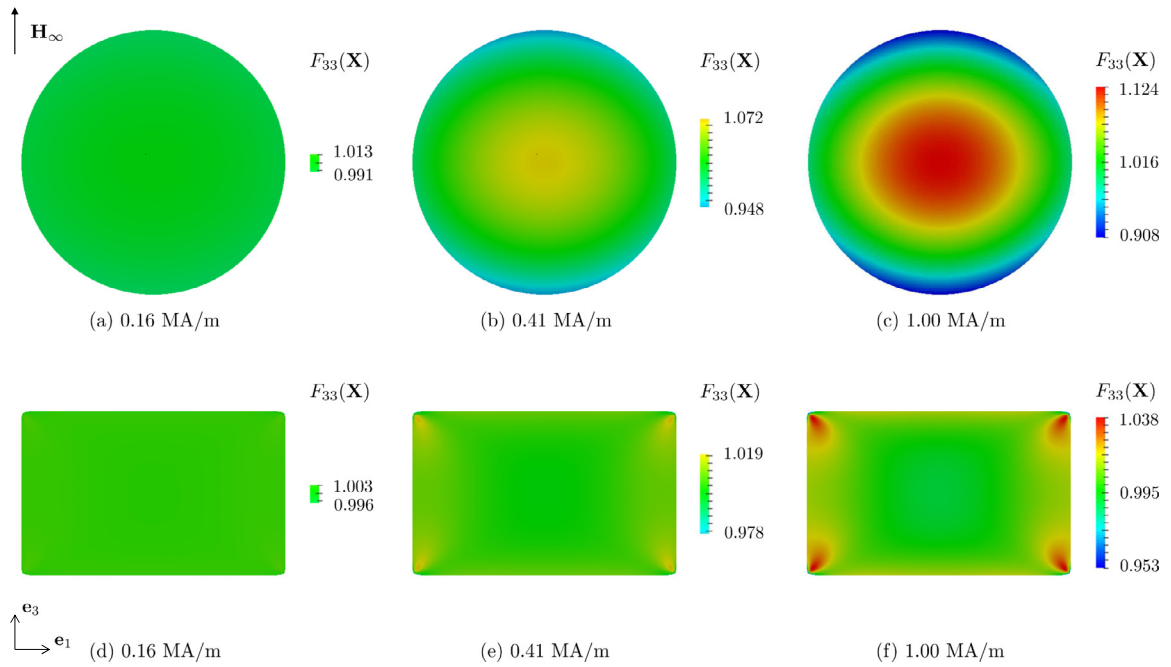 H∞
F₃₃(X)
1.013
0.991
F₃₃(X)
1.072
0.948
F₃₃(X)
1.124
1.016
0.908
(a) 0.16 MA/m
(b) 0.41 MA/m
(c) 1.00 MA/m
F₃₃(X)
1.003
0.996
F₃₃(X)
1.019
0.978
F₃₃(X)
1.038
0.995
0.953
e₃
e₁
(d) 0.16 MA/m
(e) 0.41 MA/m
(f) 1.00 MA/m